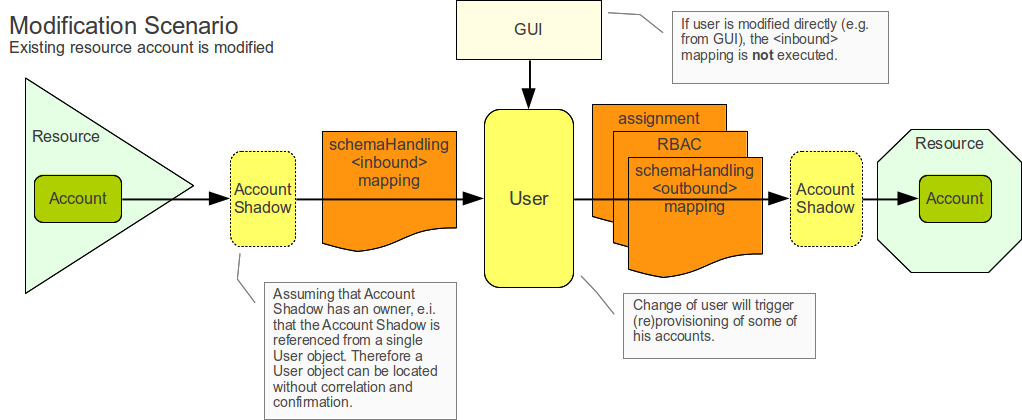 Modification Scenario
Existing resource account is modified
GUI
If user is modified directly (e.g.
from GUI), the <inbound>
mapping is not executed.
Resource
Account
Account
Shadow
schemaHandling
<inbound>
mapping
User
assignment
RBAC
schemaHandling
<outbound>
mapping
Account
Shadow
Resource
Account
Assuming that Account
Shadow has an owner, e.i.
that the Account Shadow is
referenced from a single
User object. Therefore a
User object can be located
without correlation and
confirmation.
Change of user will trigger
(re)provisioning of some of
his accounts.